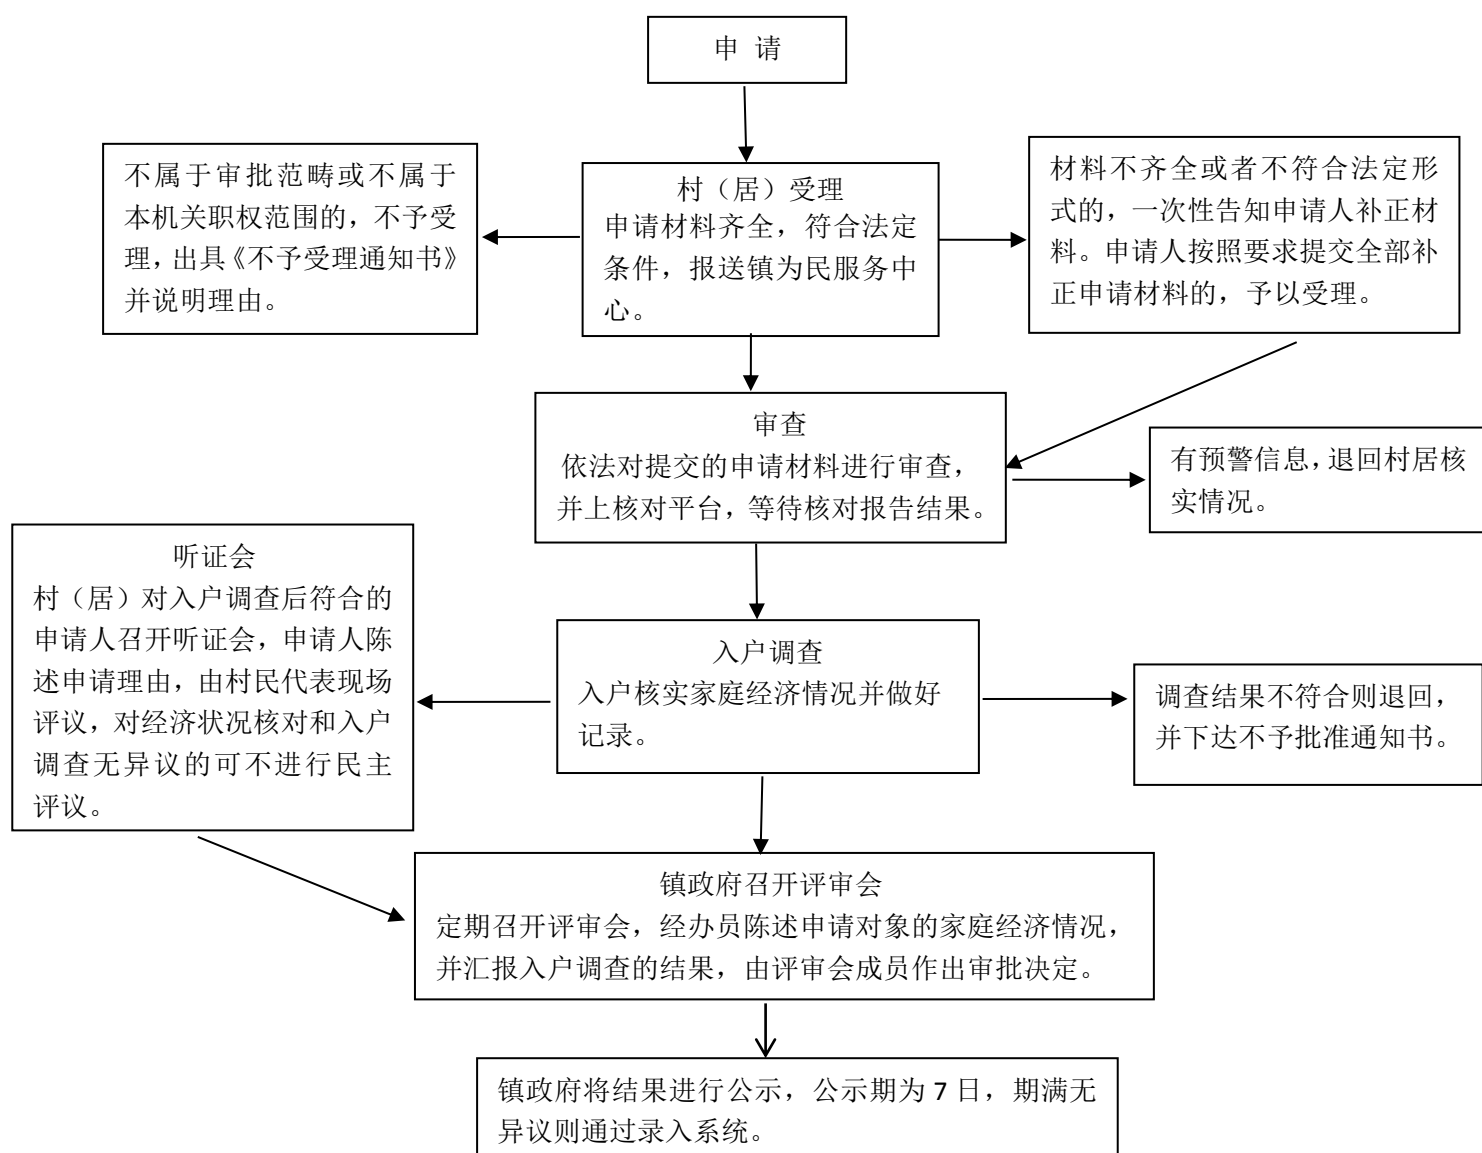 申 请
不属于审批范畴或不属于
本机关职权范围的，不予受
理，出具《不予受理通知书》
并说明理由。
村（居）受理
申请材料齐全，符合法定
条件，报送镇为民服务中
心。
材料不齐全或者不符合法定形
式的，一次性告知申请人补正材
料。申请人按照要求提交全部补
正申请材料的，予以受理。
审查
依法对提交的申请材料进行审查，
并上核对平台，等待核对报告结果。
有预警信息，退回村居核
实情况。
听证会
村（居）对入户调查后符合的
申请人召开听证会，申请人陈
述申请理由，由村民代表现场
评议，对经济状况核对和入户
调查无异议的可不进行民主
评议。
入户调查
入户核实家庭经济情况并做好
记录。
调查结果不符合则退回，
并下达不予批准通知书。
镇政府召开评审会
定期召开评审会，经办员陈述申请对象的家庭经济情况，
并汇报入户调查的结果，由评审会成员作出审批决定。
镇政府将结果进行公示，公示期为 7 日，期满无
异议则通过录入系统。